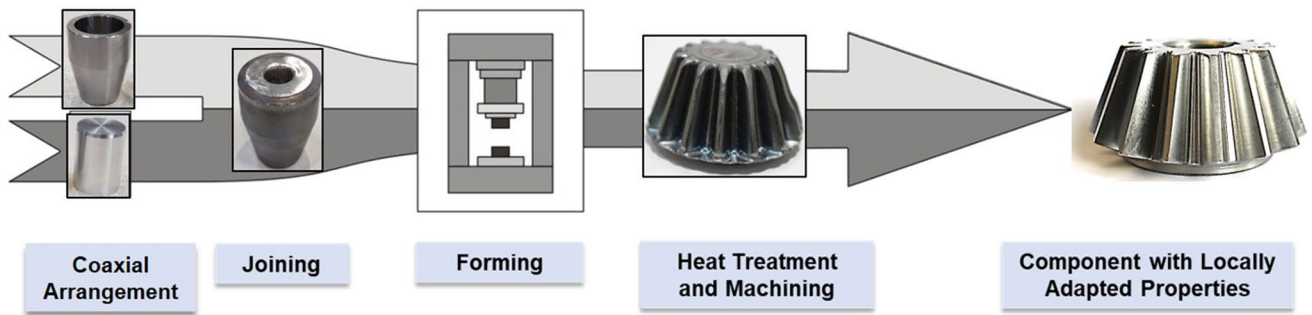 Coaxial
Arrangement
Joining
Forming
Heat Treatment
and Machining
Component with Locally
Adapted Properties